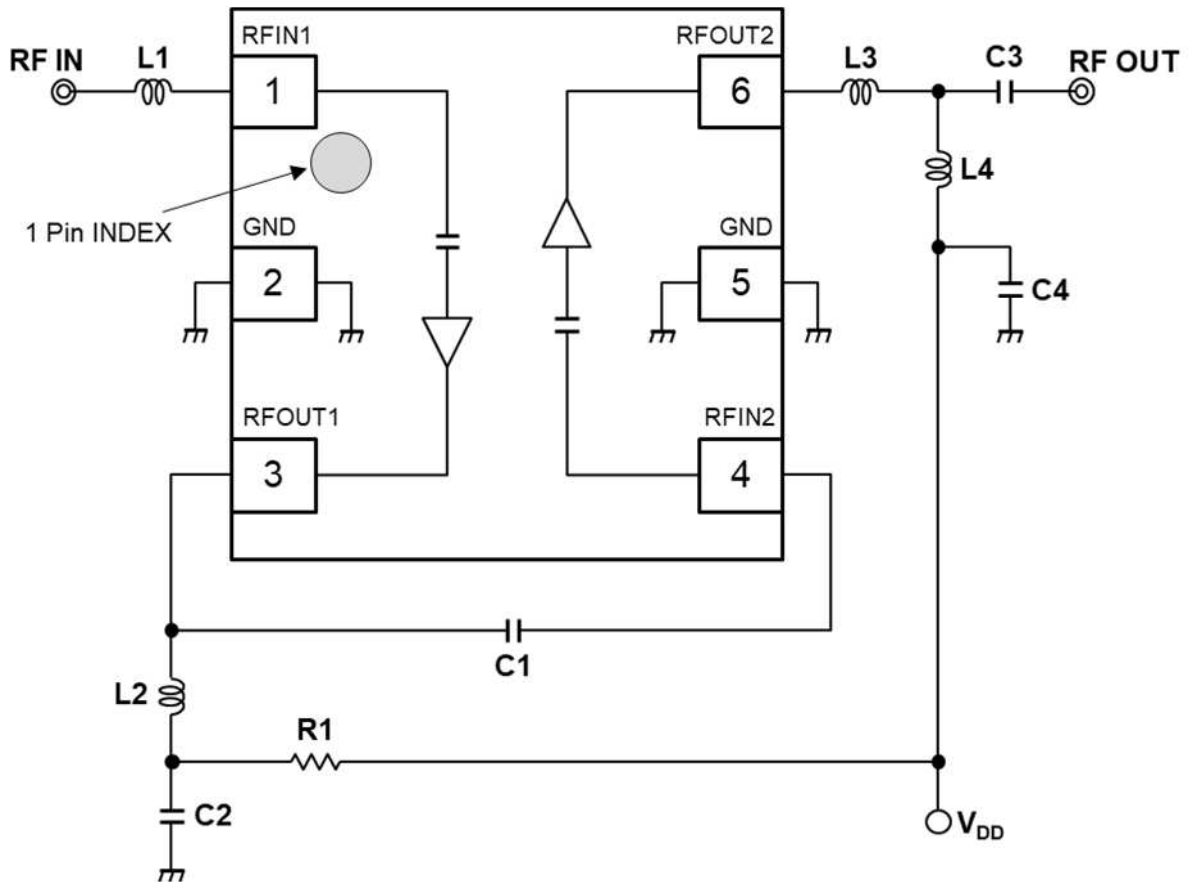 RFIN1
RFOUT2
RF IN
L1
1
6
L3
C3
RF OUT
L4
1 Pin INDEX
GND
GND
2
5
C4
RFOUT1
RFIN2
3
4
C1
L2
R1
C2
VDD